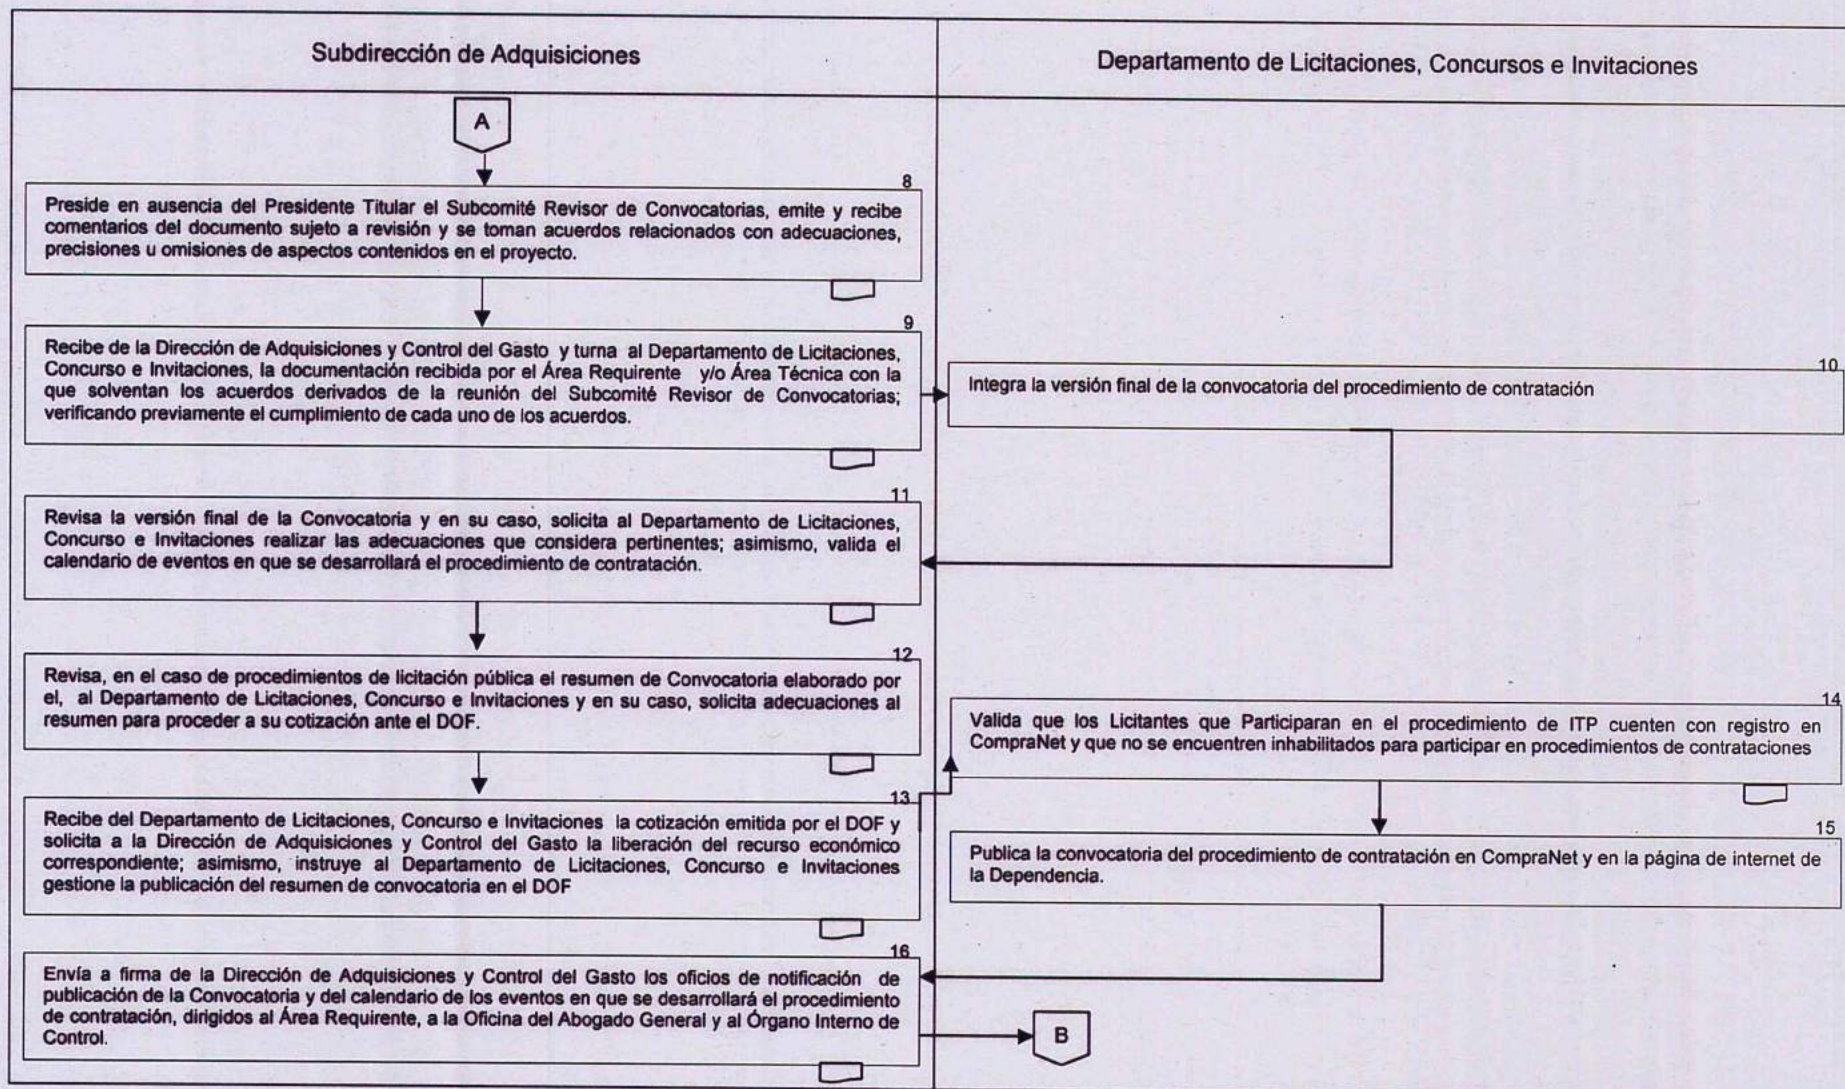 Subdirección de Adquisiciones
Departamento de Licitaciones, Concursos e Invitaciones
A
8
Preside en ausencia del Presidente Titular el Subcomité Revisor de Convocatorias, emite y recibe
comentarios del documento sujeto a revisión y se toman acuerdos relacionados con adecuaciones,
precisiones u omisiones de aspectos contenidos en el proyecto.
9
Recibe de la Dirección de Adquisiciones y Control del Gasto y turna al Departamento de Licitaciones,
Concurso e Invitaciones, la documentación recibida por el Área Requirente y/o Área Técnica con la
que solventan los acuerdos derivados de la reunión del Subcomité Revisor de Convocatorias;
verificando previamente el cumplimiento de cada uno de los acuerdos.
10
Integra la versión final de la convocatoria del procedimiento de contratación
11
Revisa la versión final de la Convocatoria y en su caso, solicita al Departamento de Licitaciones,
Concurso e Invitaciones realizar las adecuaciones que considera pertinentes; asimismo, valida el
calendario de eventos en que se desarrollará el procedimiento de contratación.
12
Revisa, en el caso de procedimientos de licitación pública el resumen de Convocatoria elaborado por
el, al Departamento de Licitaciones, Concurso e Invitaciones y en su caso, solicita adecuaciones al
resumen para proceder a su cotización ante el DOF.
13
Recibe del Departamento de Licitaciones, Concurso e Invitaciones la cotización emitida por el DOF y
solicita a la Dirección de Adquisiciones y Control del Gasto la liberación del recurso económico
correspondiente; asimismo, instruye al Departamento de Licitaciones, Concurso e Invitaciones
gestione la publicación del resumen de convocatoria en el DOF
14
Valida que los Licitantes que Participaran en el procedimiento de ITP cuenten con registro en
CompraNet y que no se encuentren inhabilitados para participar en procedimientos de contrataciones
15
Publica la convocatoria del procedimiento de contratación en CompraNet y en la página de internet de
la Dependencia.
16
Envía a firma de la Dirección de Adquisiciones y Control del Gasto los oficios de notificación de
publicación de la Convocatoria y del calendario de los eventos en que se desarrollará el procedimiento
de contratación, dirigidos al Área Requirente, a la Oficina del Abogado General y al Órgano Interno de
Control.
B